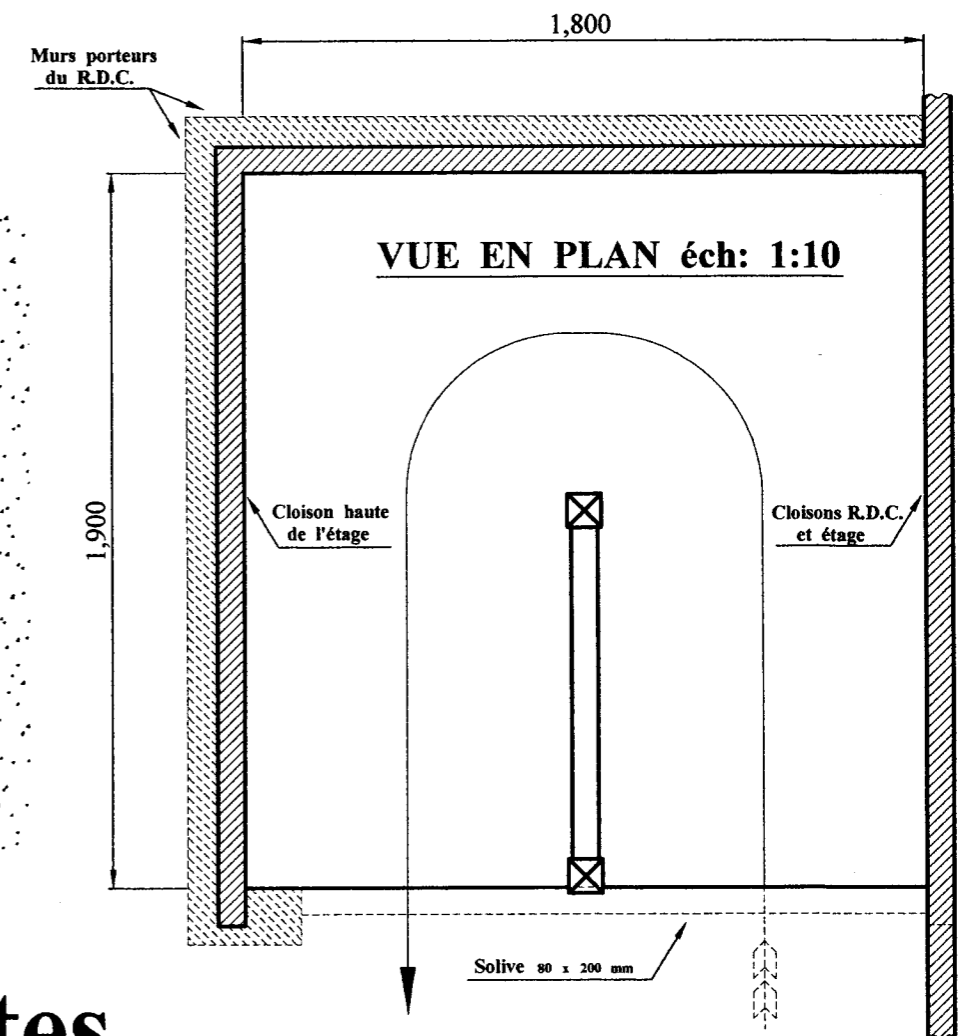 1,800
Murs porteurs
du R.D.C.
VUE EN PLAN éch: 1:10
1,900
Cloison haute
de l'étage
Cloisons R.D.C.
et étage
Solive 80 x 200 mm
tes